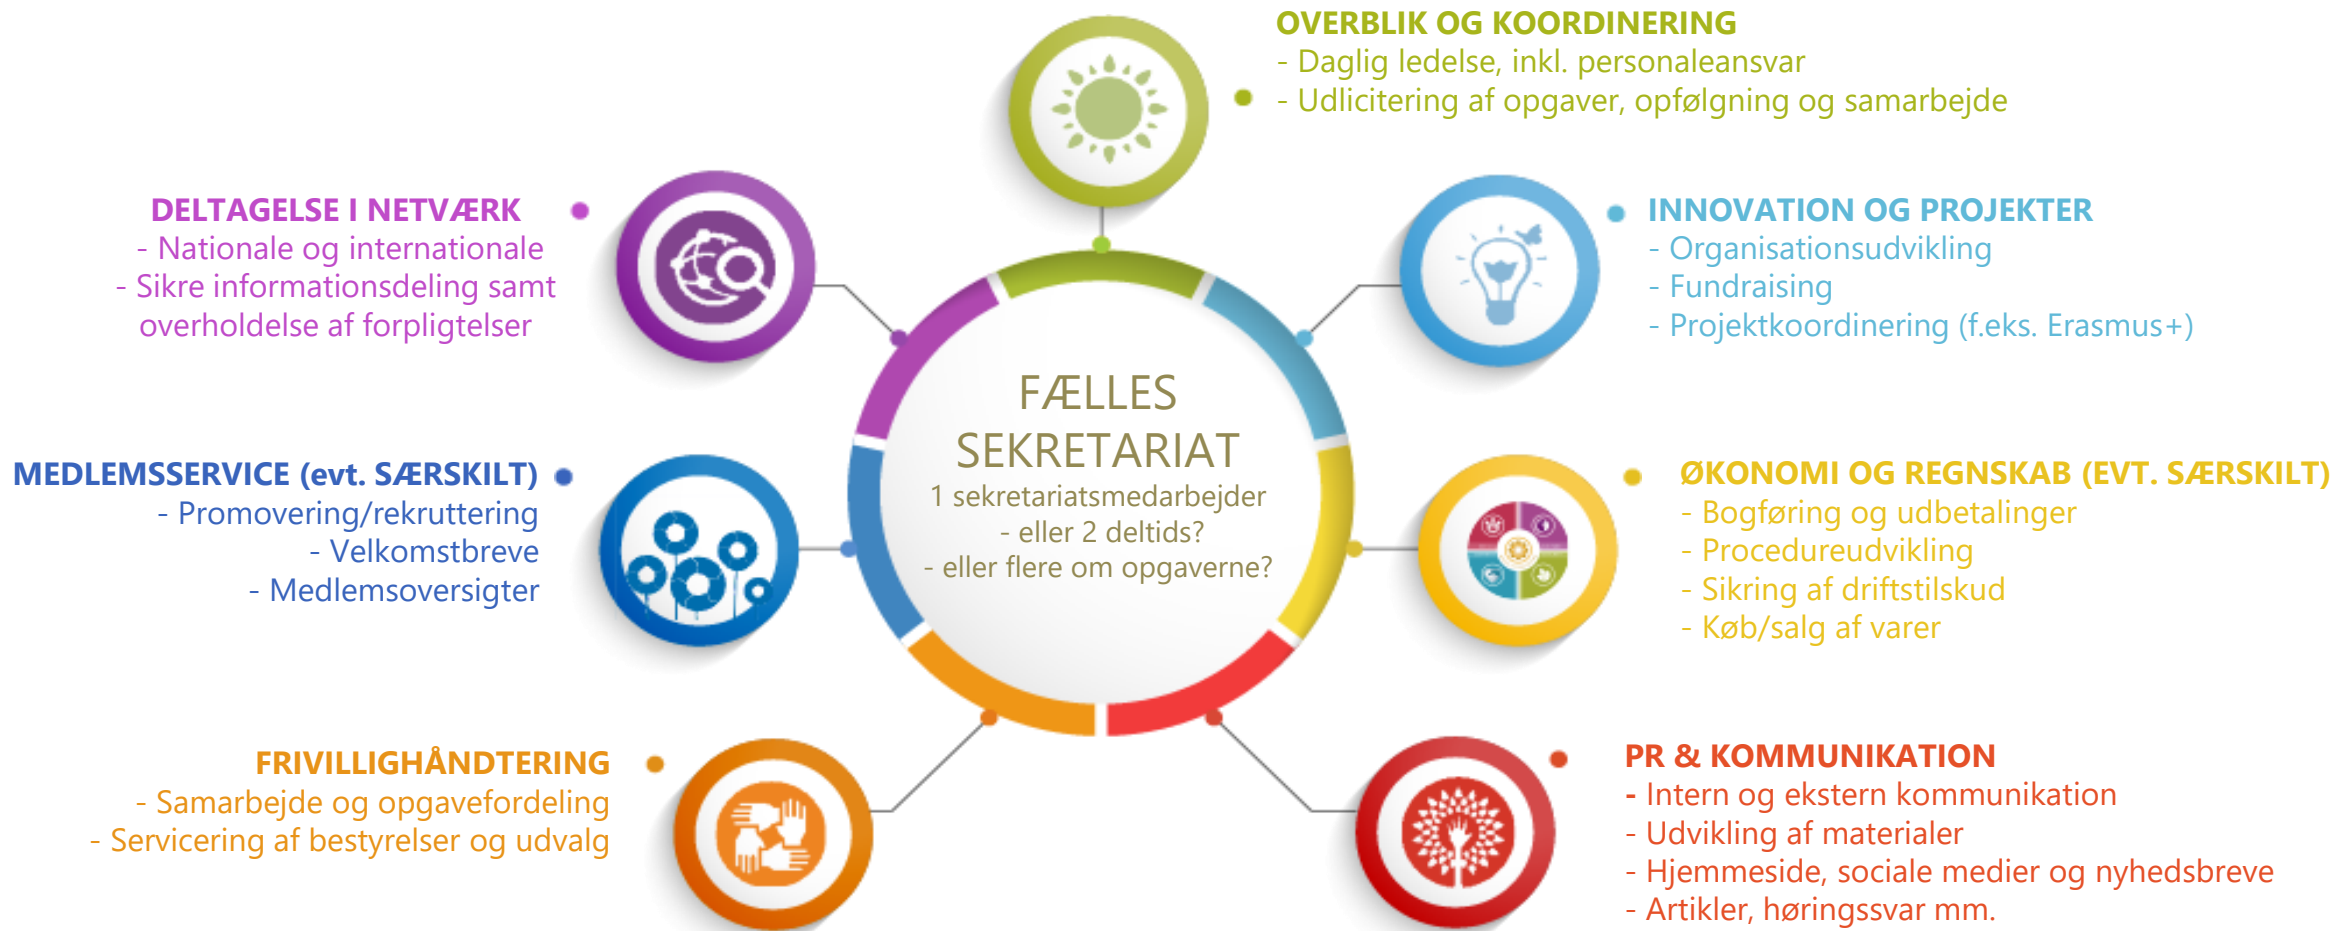 OVERBLIK OG KOORDINERING
- Daglig ledelse, inkl. personaleansvar
- Udlicitering af opgaver, opfølgning og samarbejde
DELTAGELSE I NETVÆRK
- Nationale og internationale
- Sikre informationsdeling samt
overholdelse af forpligtelser
INNOVATION OG PROJEKTER
- Organisationsudvikling
- Fundraising
- Projektkoordinering (f.eks. Erasmus+)
FÆLLES
SEKRETARIAT
1 sekretariatsmedarbejder
- eller 2 deltids?
- eller flere om opgaverne?
MEDLEMSSERVICE (evt. SÆRSKILT)
- Promovering/rekruttering
- Velkomstbreve
- Medlemsoversigter
ØKONOMI OG REGNSKAB (EVT. SÆRSKILT)
- Bogføring og udbetalinger
- Procedureudvikling
- Sikring af driftstilskud
- Køb/salg af varer
FRIVILLIGHÅNDTERING
- Samarbejde og opgavefordeling
- Servicering af bestyrelser og udvalg
PR & KOMMUNIKATION
- Intern og ekstern kommunikation
- Udvikling af materialer
- Hjemmeside, sociale medier og nyhedsbreve
- Artikler, høringssvar mm.